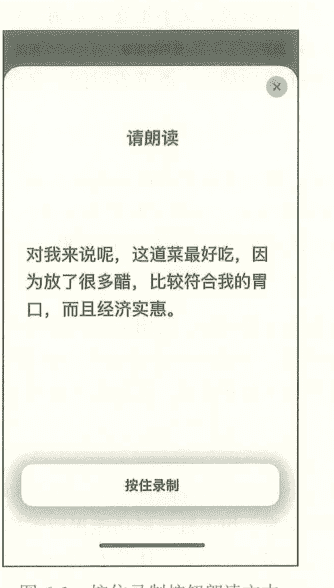 请朗读
对我来说呢，这道菜最好吃，因
为放了很多醋，比较符合我的胃
口，而且经济实惠。
按住录制